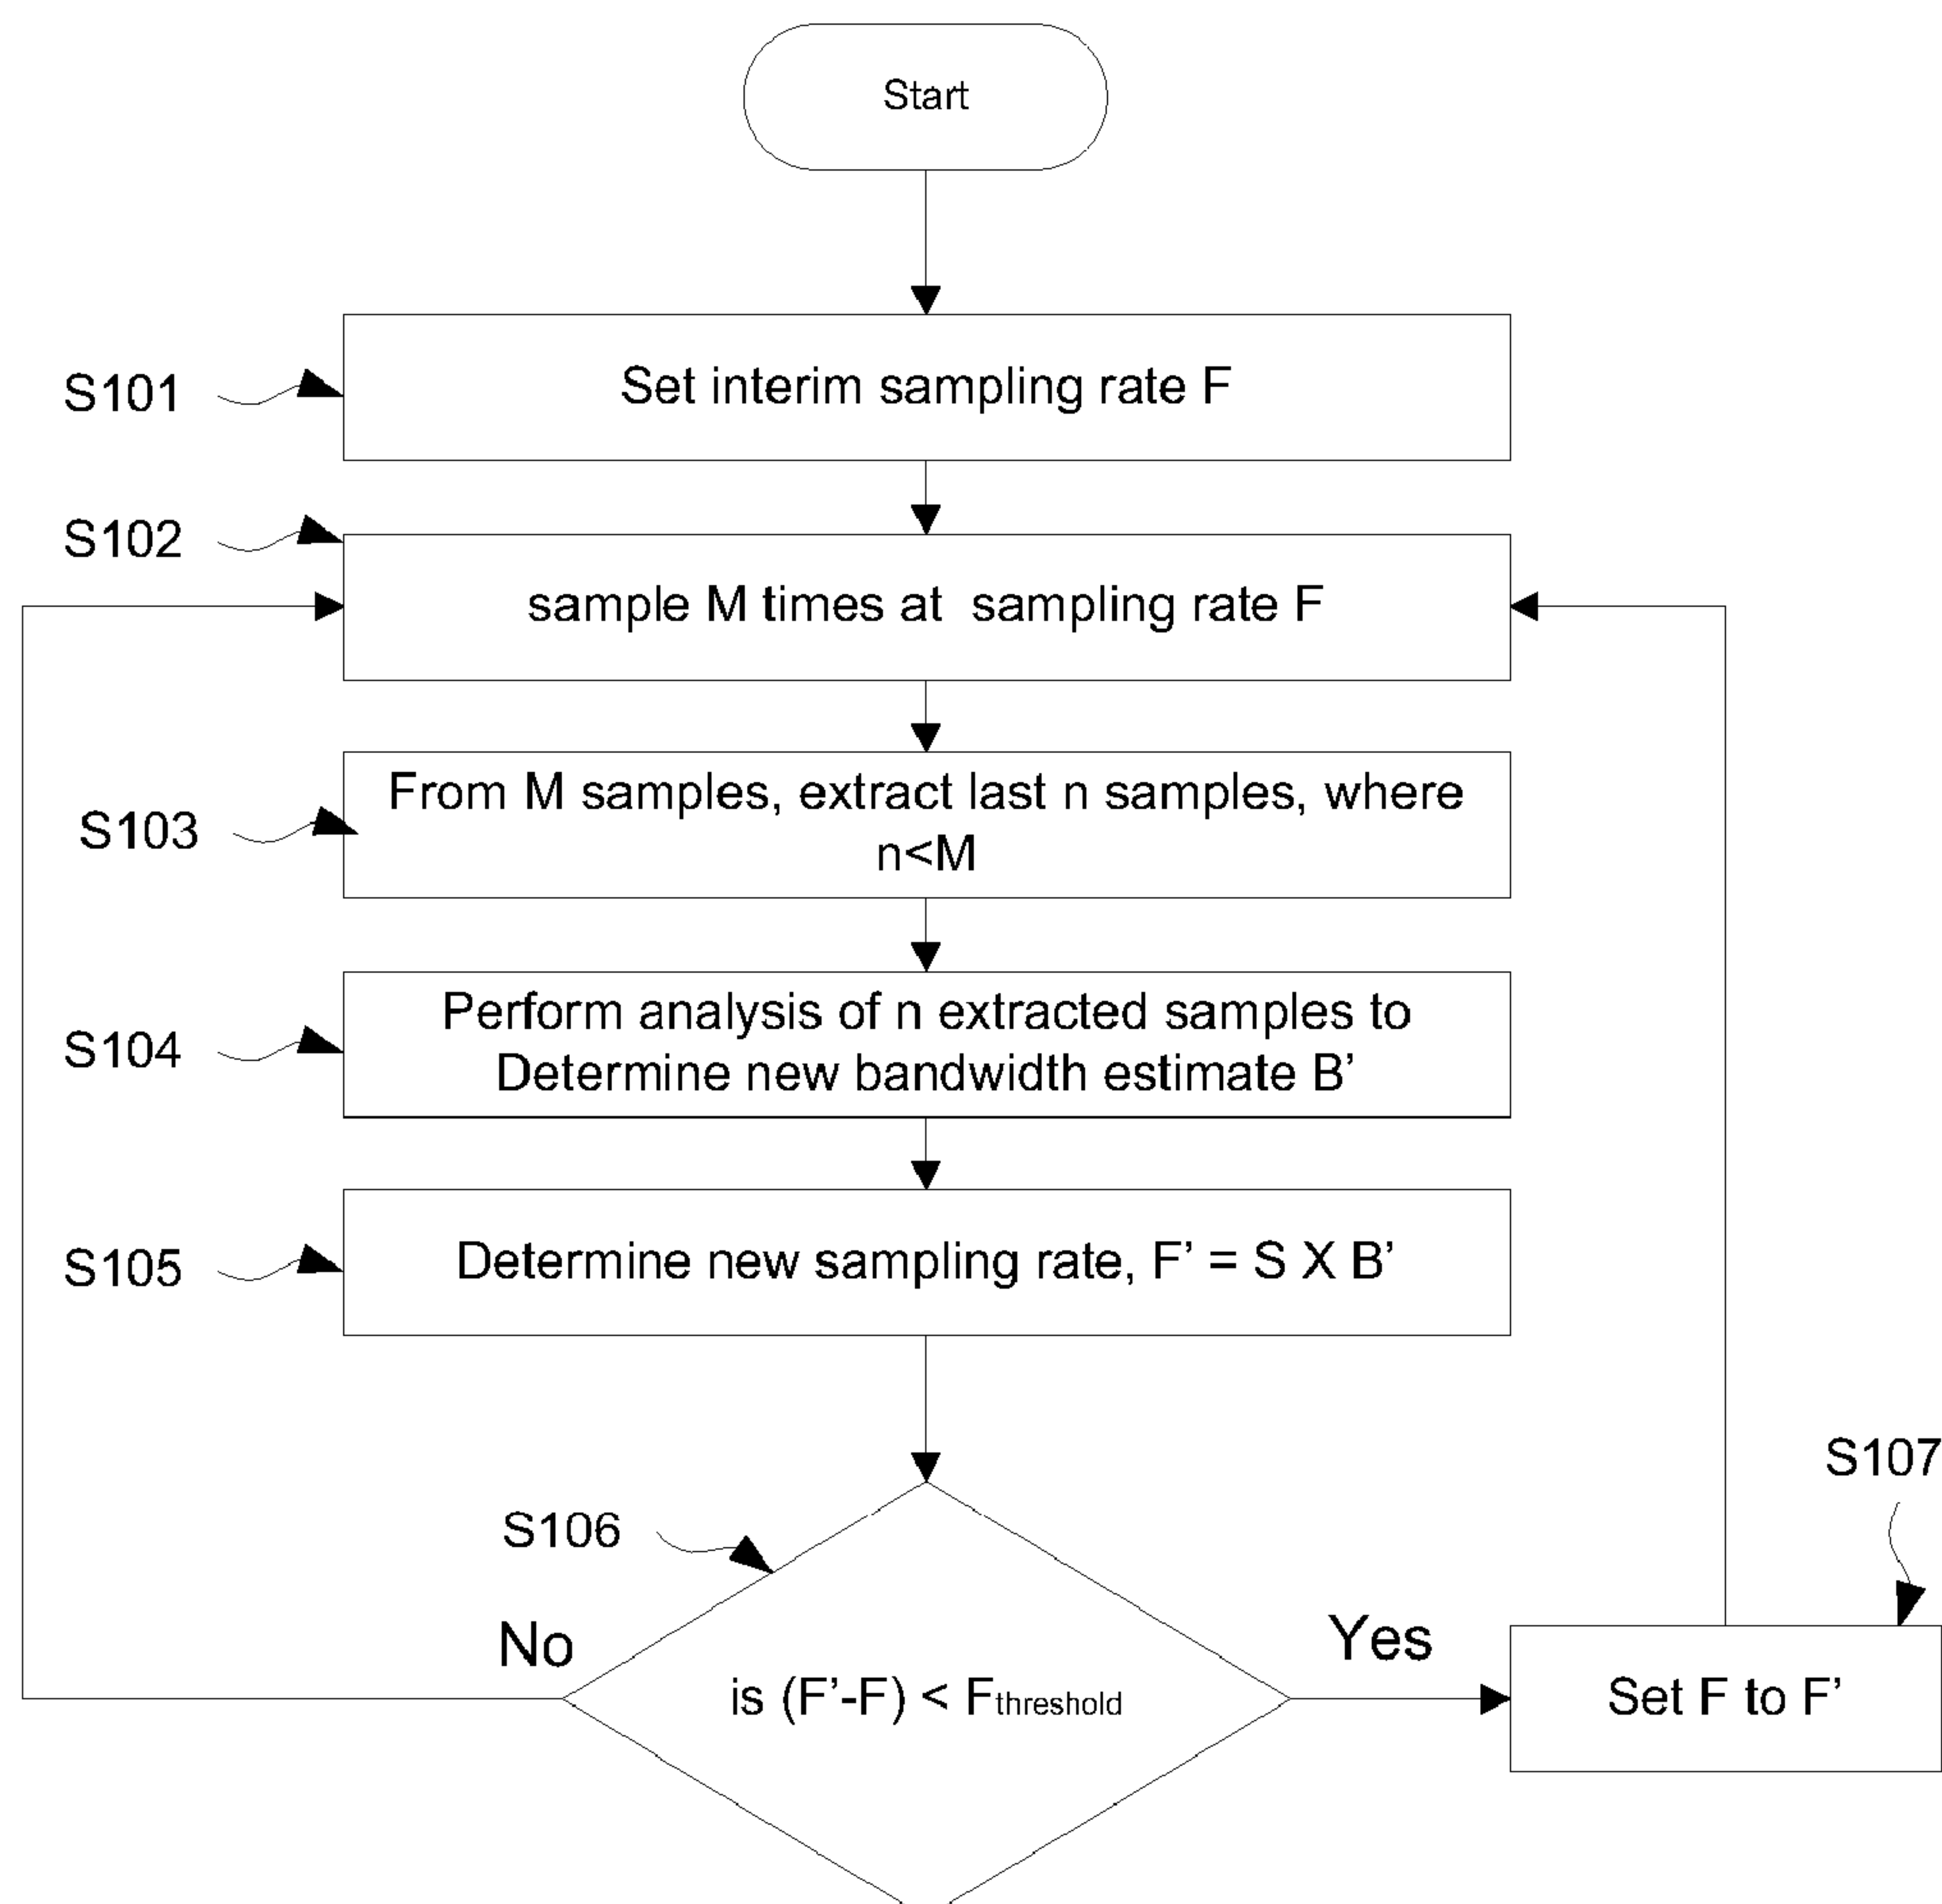 Start
S101
Set interim sampling rate F
S102
sample M times at sampling rate F
S103
From M samples, extract last n samples, where
n<M
S104
Perform analysis of n extracted samples to
Determine new bandwidth estimate B’
S105
Determine new sampling rate, F’ = S X B’
S106
S107
No
is (F’-F) < Fthreshold
Yes
Set F to F’